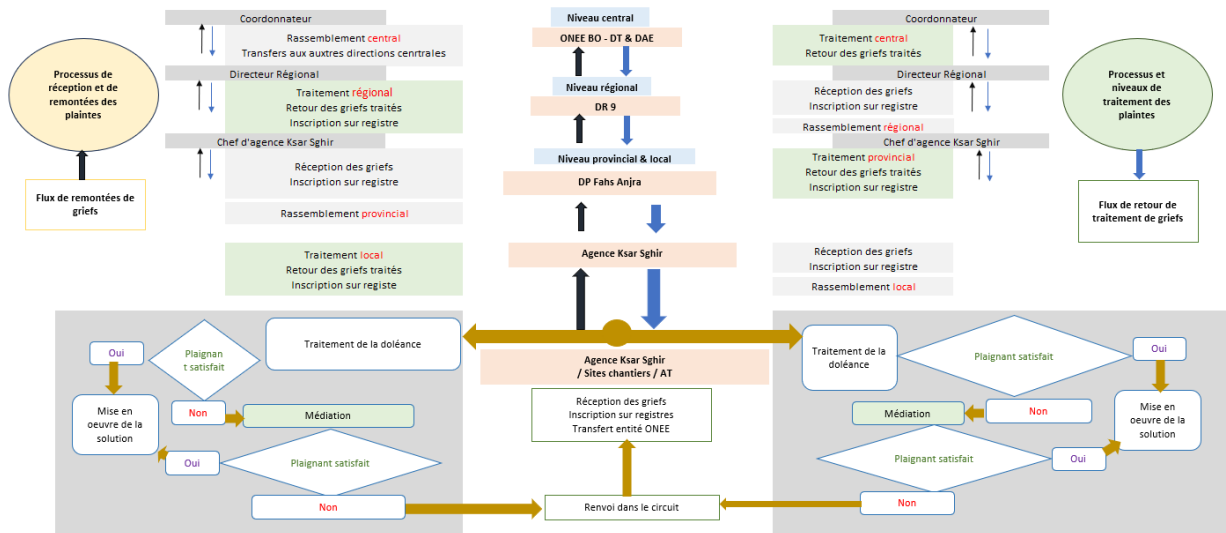 Processus de
réception et de
remontées des
plaintes
Flux de remontées de
griefs
Coordonnateur
Rassemblement central
Transfers aux auxtres directions cenrtrales
Directeur Régional
Traitement régional
Retour des griefs traités
Inscription sur registre
Chef d'agence Ksar Sghir
Réception des griefs
Inscription sur registre
Rassemblement provincial
Traitement local
Retour des griefs traités
Inscription sur registe
Niveau central
ONEE BO - DT & DAE
Niveau régional
DR 9
Niveau provincial & local
DP Fahs Anjra
Agence Ksar Sghir
Coordonnateur
Traitement central
Retour des griefs traités
Directeur Régional
Réception des griefs
Inscription sur registre
Rassemblement régional
Chef d'agence Ksar Sghir
Traitement provincial
Retour des griefs traités
Inscription sur registre
Réception des griefs
Inscription sur registre
Rassemblement local
Processus et
niveaux de
traitement des
plaintes
Flux de retour de
traitement de griefs
Traitement de la doléance
Plaignan
t satisfait
Oui
Non
Mise en
oeuvre de la
solution
Médiation
Oui
Plaignant satisfait
Non
Agence Ksar Sghir
/ Sites chantiers / AT
Réception des griefs
Inscription sur registres
Transfert entité ONEE
Renvoi dans le circuit
Traitement de la
doléance
Plaignant satisfait
Oui
Non
Médiation
Mise en
oeuvre de la
solution
Plaignant satisfait
Oui
Non